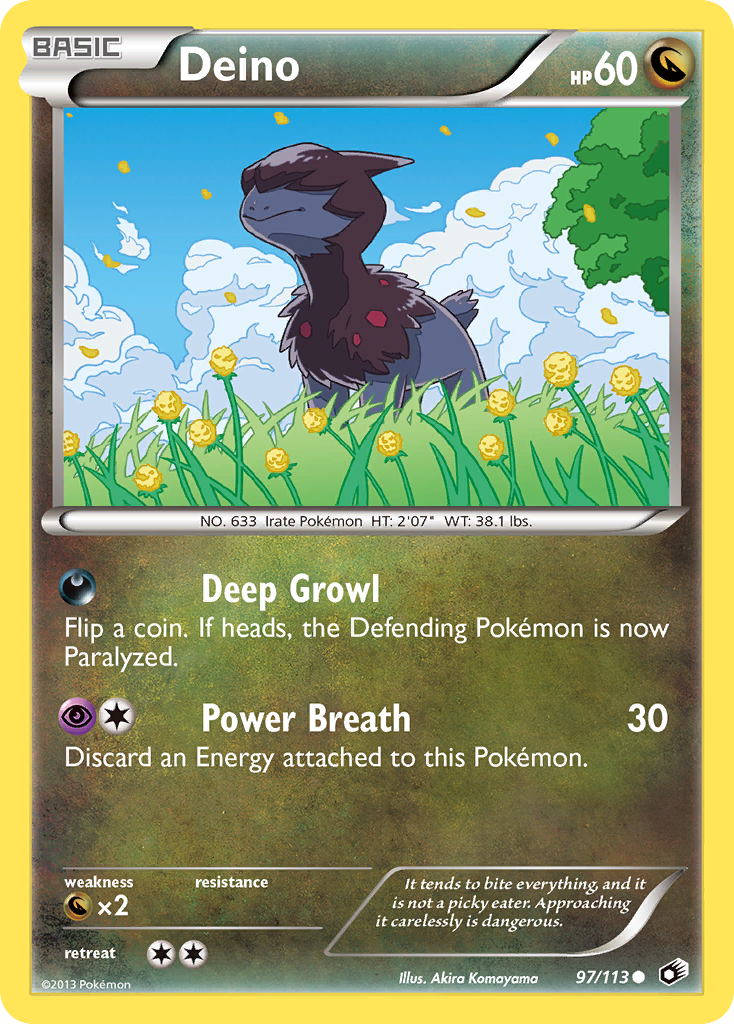 BASIC
Deino
HP60
NO. 633 Irate Pokémon HT: 2'07" WT: 38.1 lbs.
Deep Growl
Flip a coin. If heads, the Defending Pokémon is now
Paralyzed.
Power Breath 30
Discard an Energy attached to this Pokémon.
weakness resistance
×2
It tends to bite everything, and it
is not a picky eater. Approaching
it carelessly is dangerous.
retreat
©2013 Pokémon
Illus. Akira Komayama
97/113